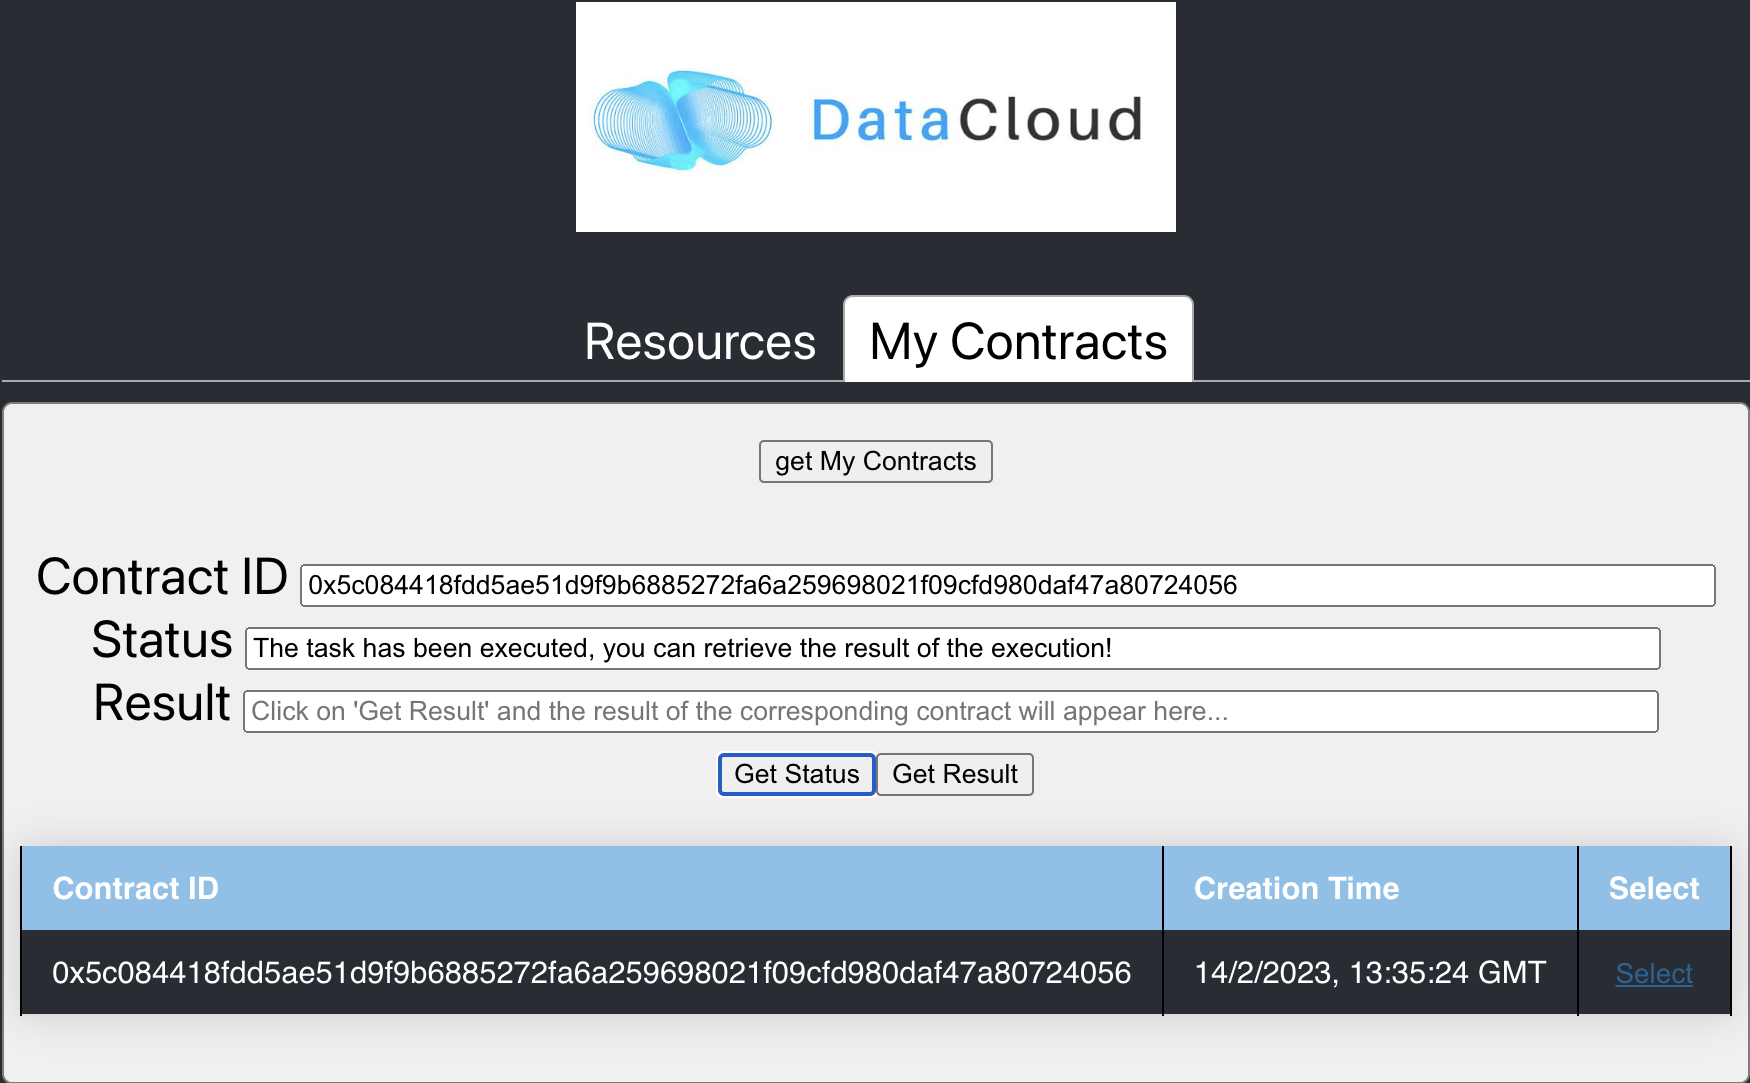 DataCloud
Resources My Contracts
get My Contracts
Contract ID 0x5c084418fdd5ae51d9f9b6885272fa6a259698021f09cfd980daf47a80724056
Status The task has been executed, you can retrieve the result of the execution!
Result Click on 'Get Result' and the result of the corresponding contract will appear here...
Get Status Get Result
Contract ID Creation Time Select
0x5c084418fdd5ae51d9f9b6885272fa6a259698021f09cfd980daf47a80724056 14/2/2023, 13:35:24 GMT Select